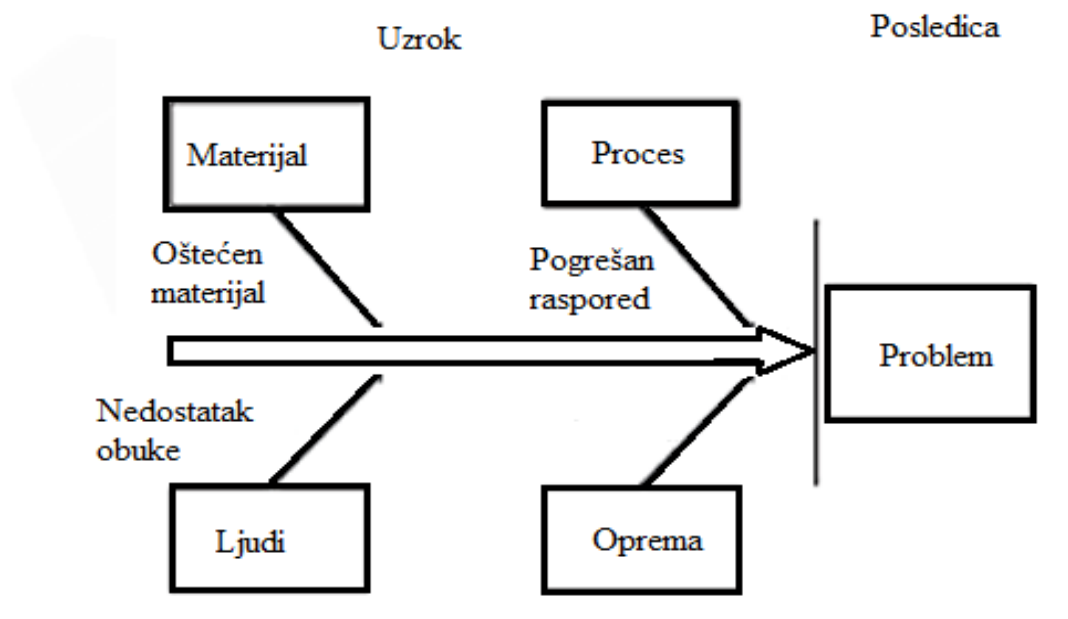 Uzrok
Posledica
Materijal
Proces
Oštećen
materijal
Pogrešan
raspored
Problem
Nedostatak
obuke
Ljudi
Oprema